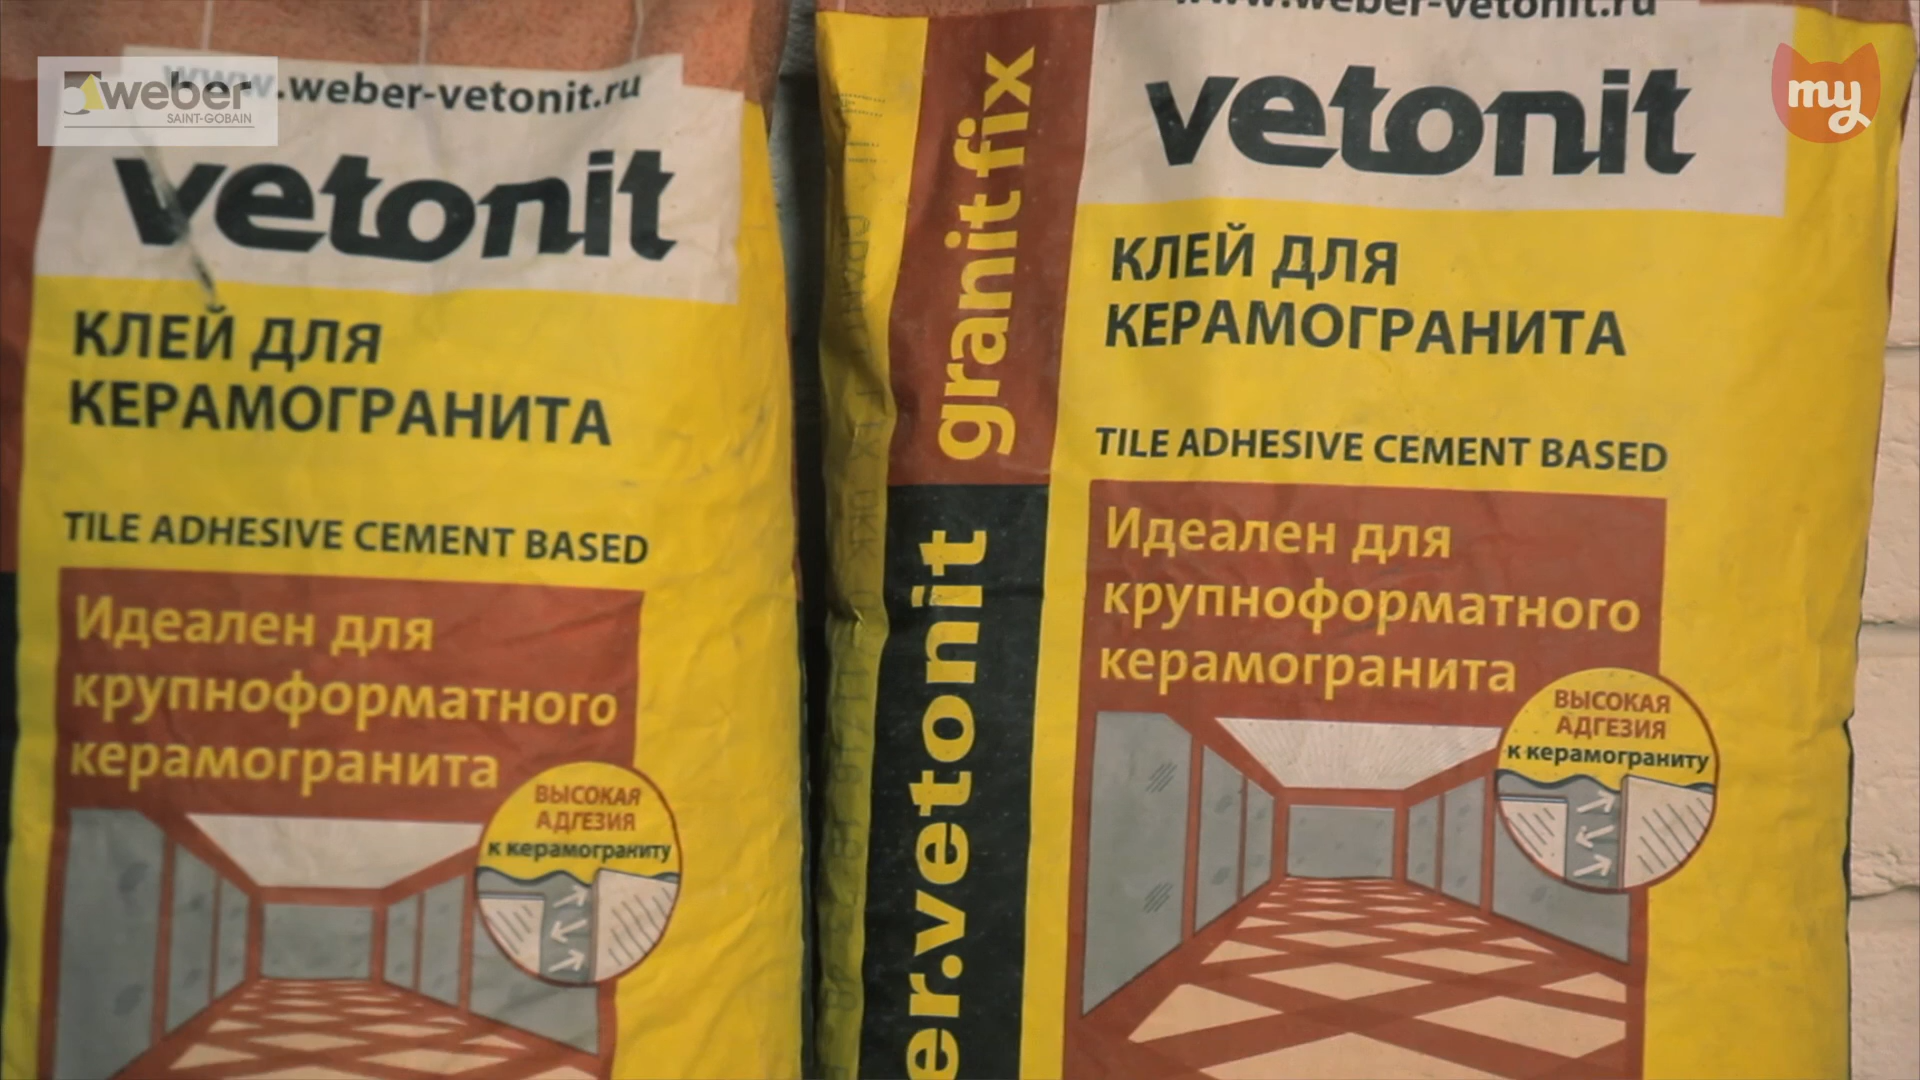 weber
SAINT-GOBAIN
www.weber-vetonit.ru
vetonit
КЛЕЙ ДЛЯ
КЕРАМОГРАНИТА
TILE ADHESIVE CEMENT BASED
Идеален для
крупноформатного
керамогранита
ВЫСОКАЯ
АДГЕЗИЯ
к керамограниту
granit fix
er.vetonit
www.weber-vetonit.ru
vetonit
КЛЕЙ ДЛЯ
КЕРАМОГРАНИТА
TILE ADHESIVE CEMENT BASED
Идеален для
крупноформатного
керамогранита
ВЫСОКАЯ
АДГЕЗИЯ
к керамограниту
my